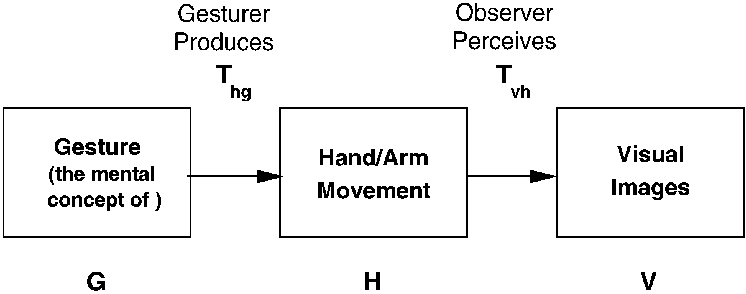 Gesturer
Produces
T hg
Observer
Perceives
T vh
Gesture
(the mental
concept of )
Hand/Arm
Movement
Visual
Images
G
H
V